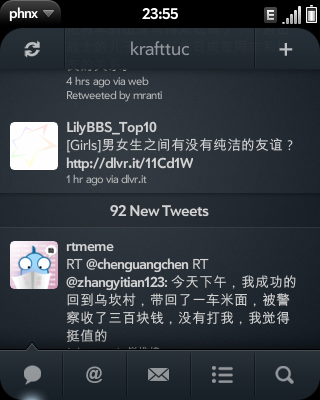 phnx
23:55
E
krafttuc
4 hrs ago via web
Retweeted by mranti
LilyBBS_Top10
[Girls]男女生之间有没有纯洁的友谊？
http://dlvr.it/11Cd1W
1 hr ago via dlvr.it
92 New Tweets
rtmeme
RT @chenguangchen RT
@zhangyitian123: 今天下午，我成功的
回到乌坎村，带回了一车米面，被警
察收了三百块钱，没有打我，我觉得
挺值的